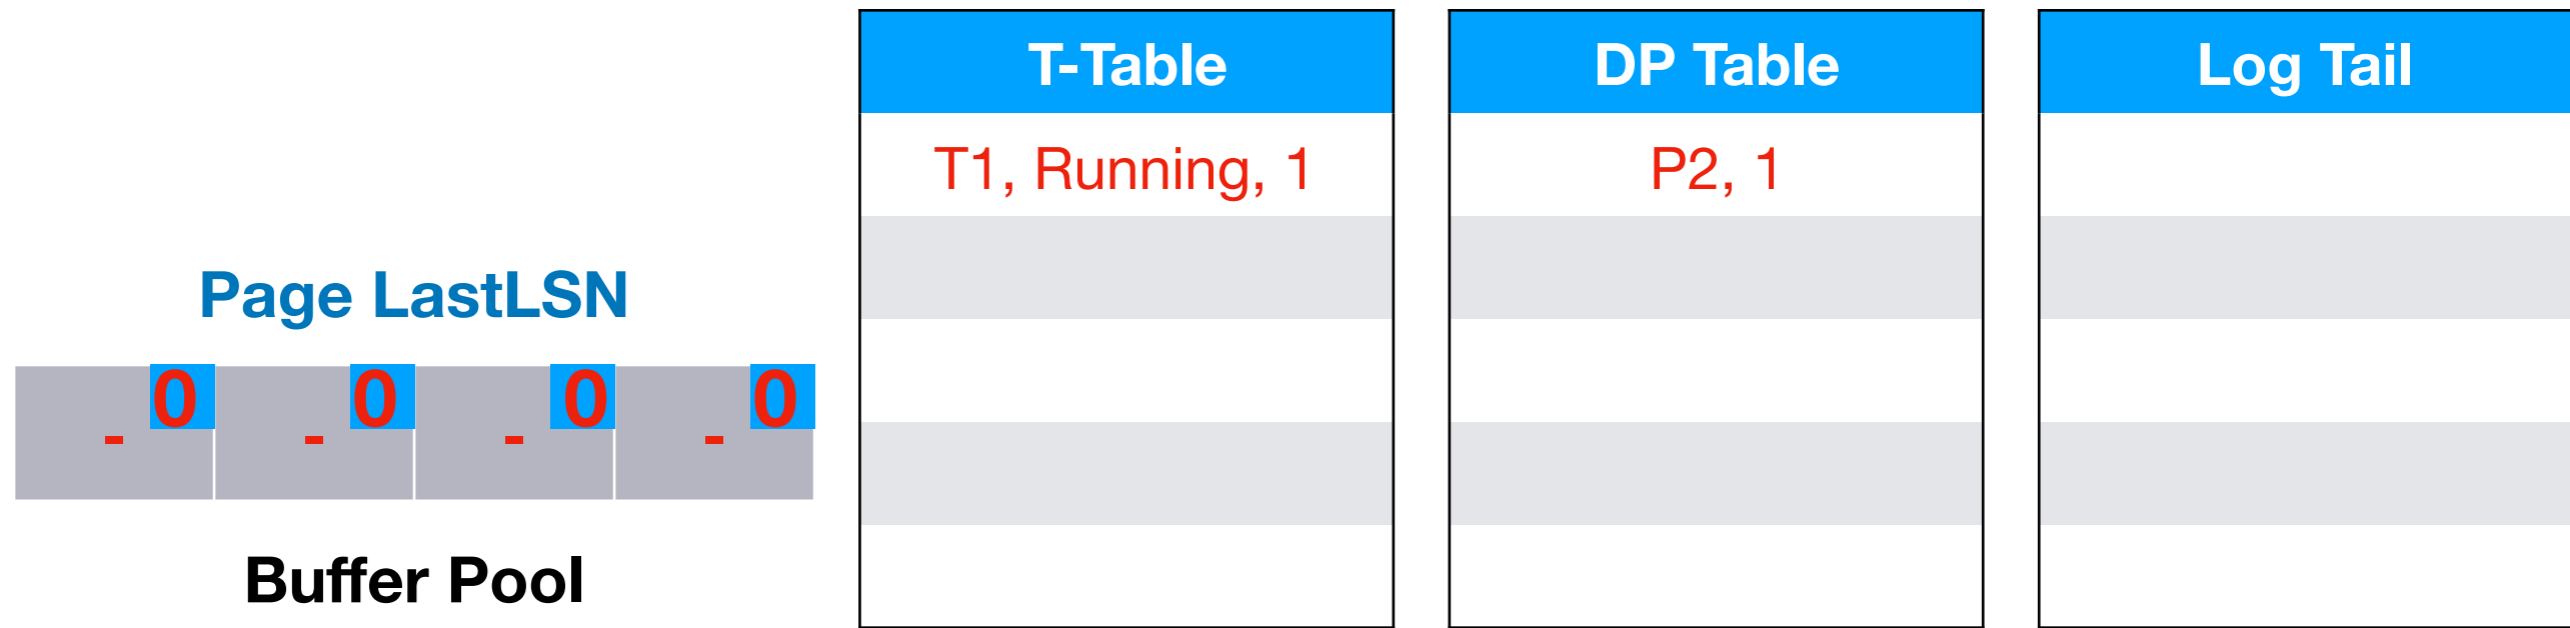 T-Table
DP Table
Log Tail
T1, Running, 1
P2, 1
Page LastLSN
0 0 0 0
- - - -
Buffer Pool